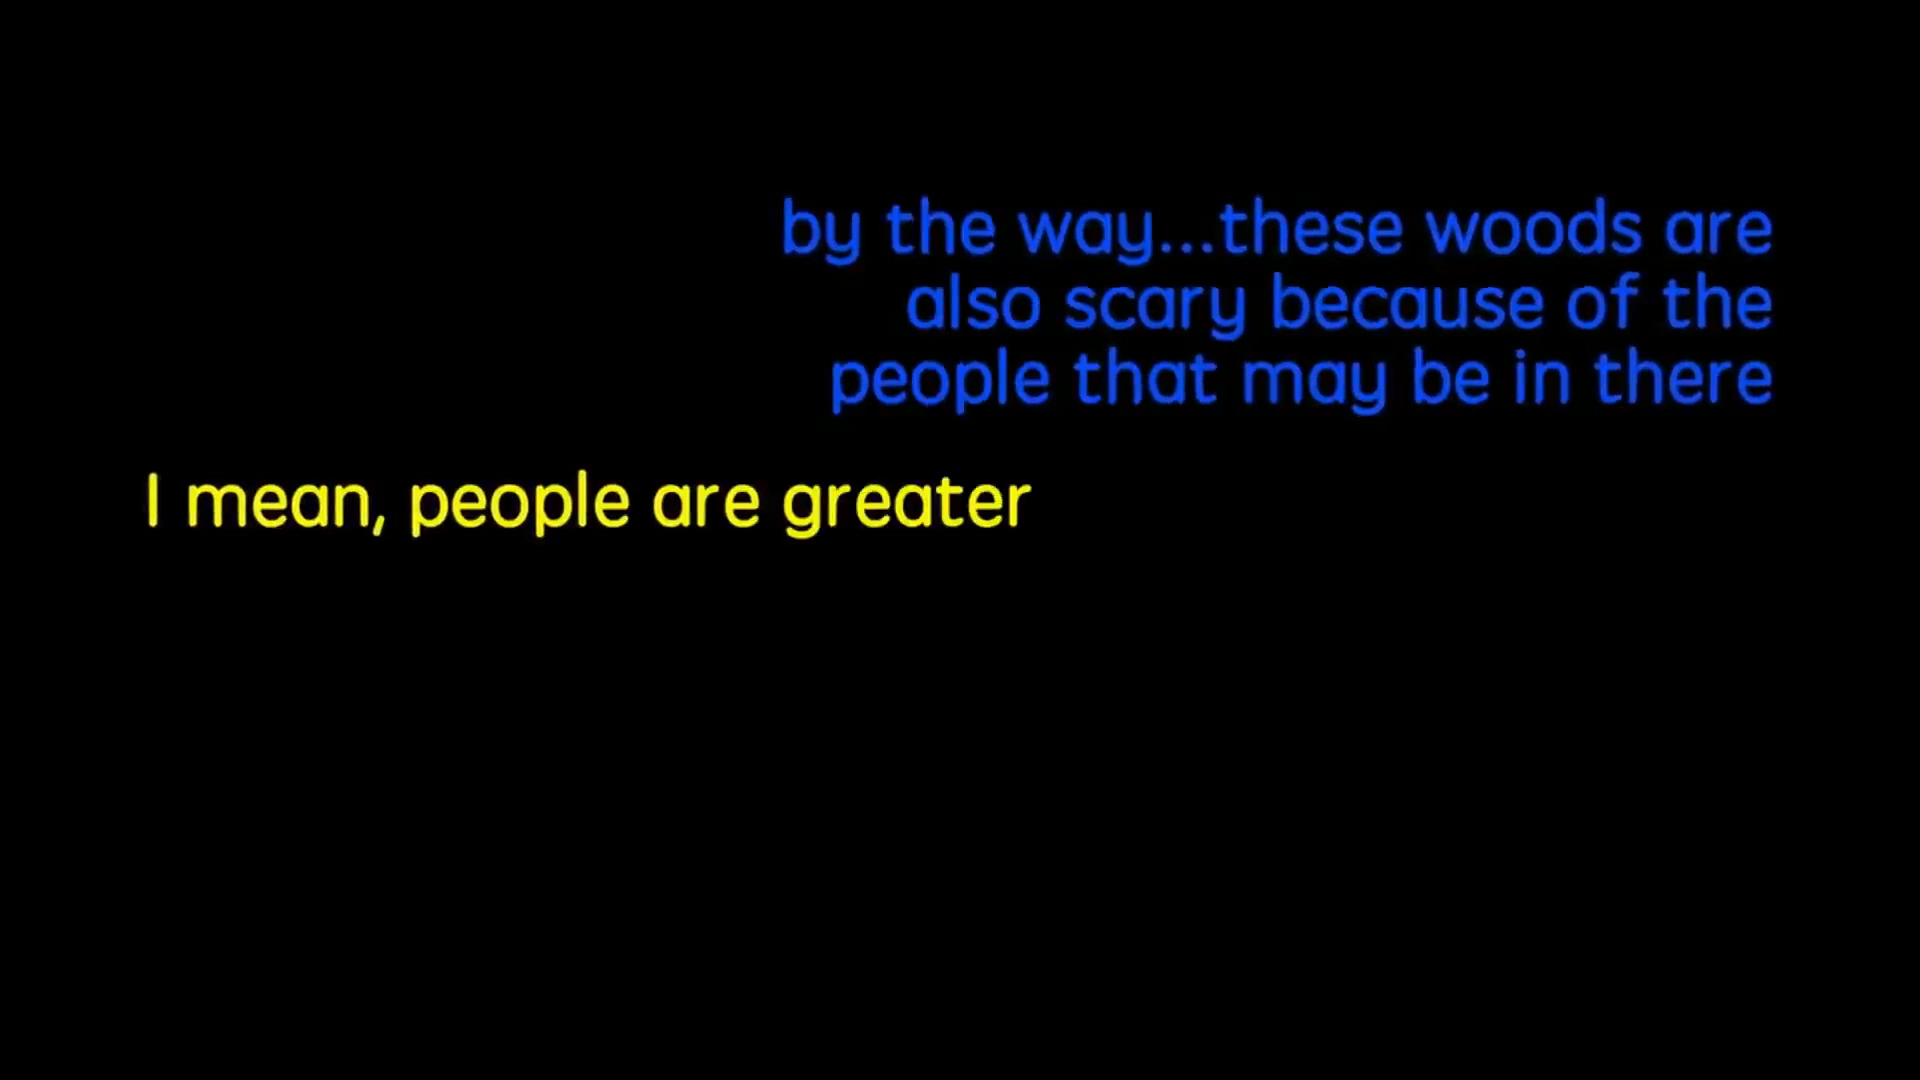 by the way...these woods are
also scary because of the
people that may be in there
I mean, people are greater